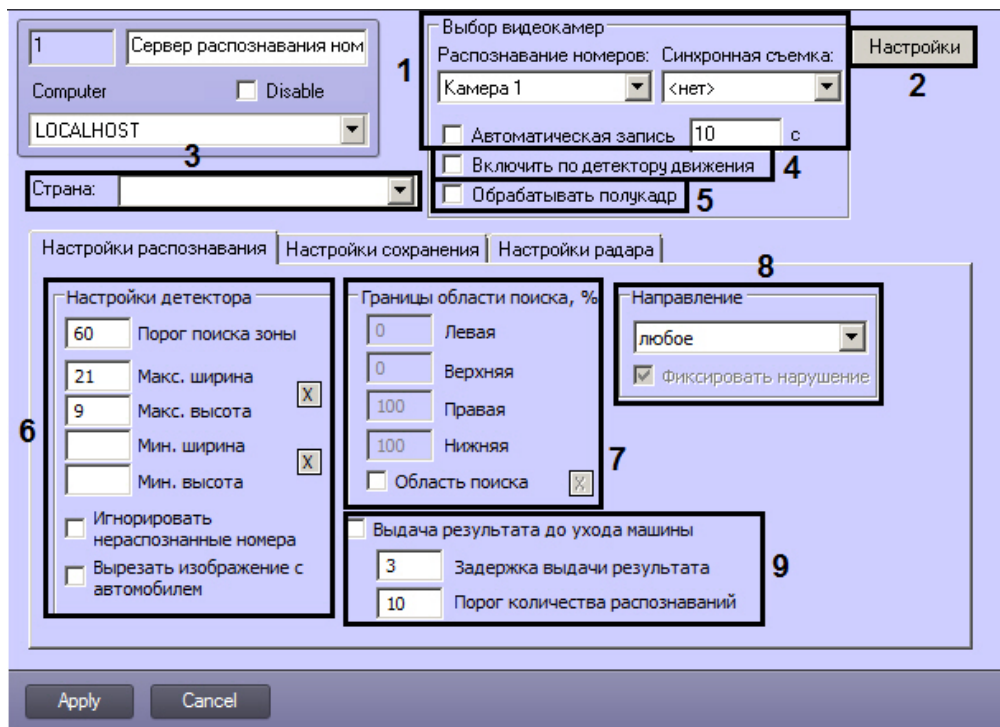 1
Сервер распознавания ном
Computer
Disable
LOCALHOST
3
Страна:
1
Выбор видеокамер
Распознавание номеров: Синхронная съемка:
Камера 1
<нет>
Автоматическая запись 10 с
Включить по детектору движения
4
Обрабатывать полукадр
5
Настройки
2
Настройки распознавания
Настройки сохранения
Настройки радара
6
Настройки детектора
60 Порог поиска зоны
21 Макс. ширина
9 Макс. высота
X
Мин. ширина
Мин. высота
X
Игнорировать
нераспознанные номера
Вырезать изображение с
автомобилем
Границы области поиска, %
0 Левая
0 Верхняя
100 Правая
100 Нижняя
Область поиска
X
7
8
Направление
любое
Фиксировать нарушение
Выдача результата до ухода машины
3 Задержка выдачи результата
10 Порог количества распознаваний
9
Apply
Cancel